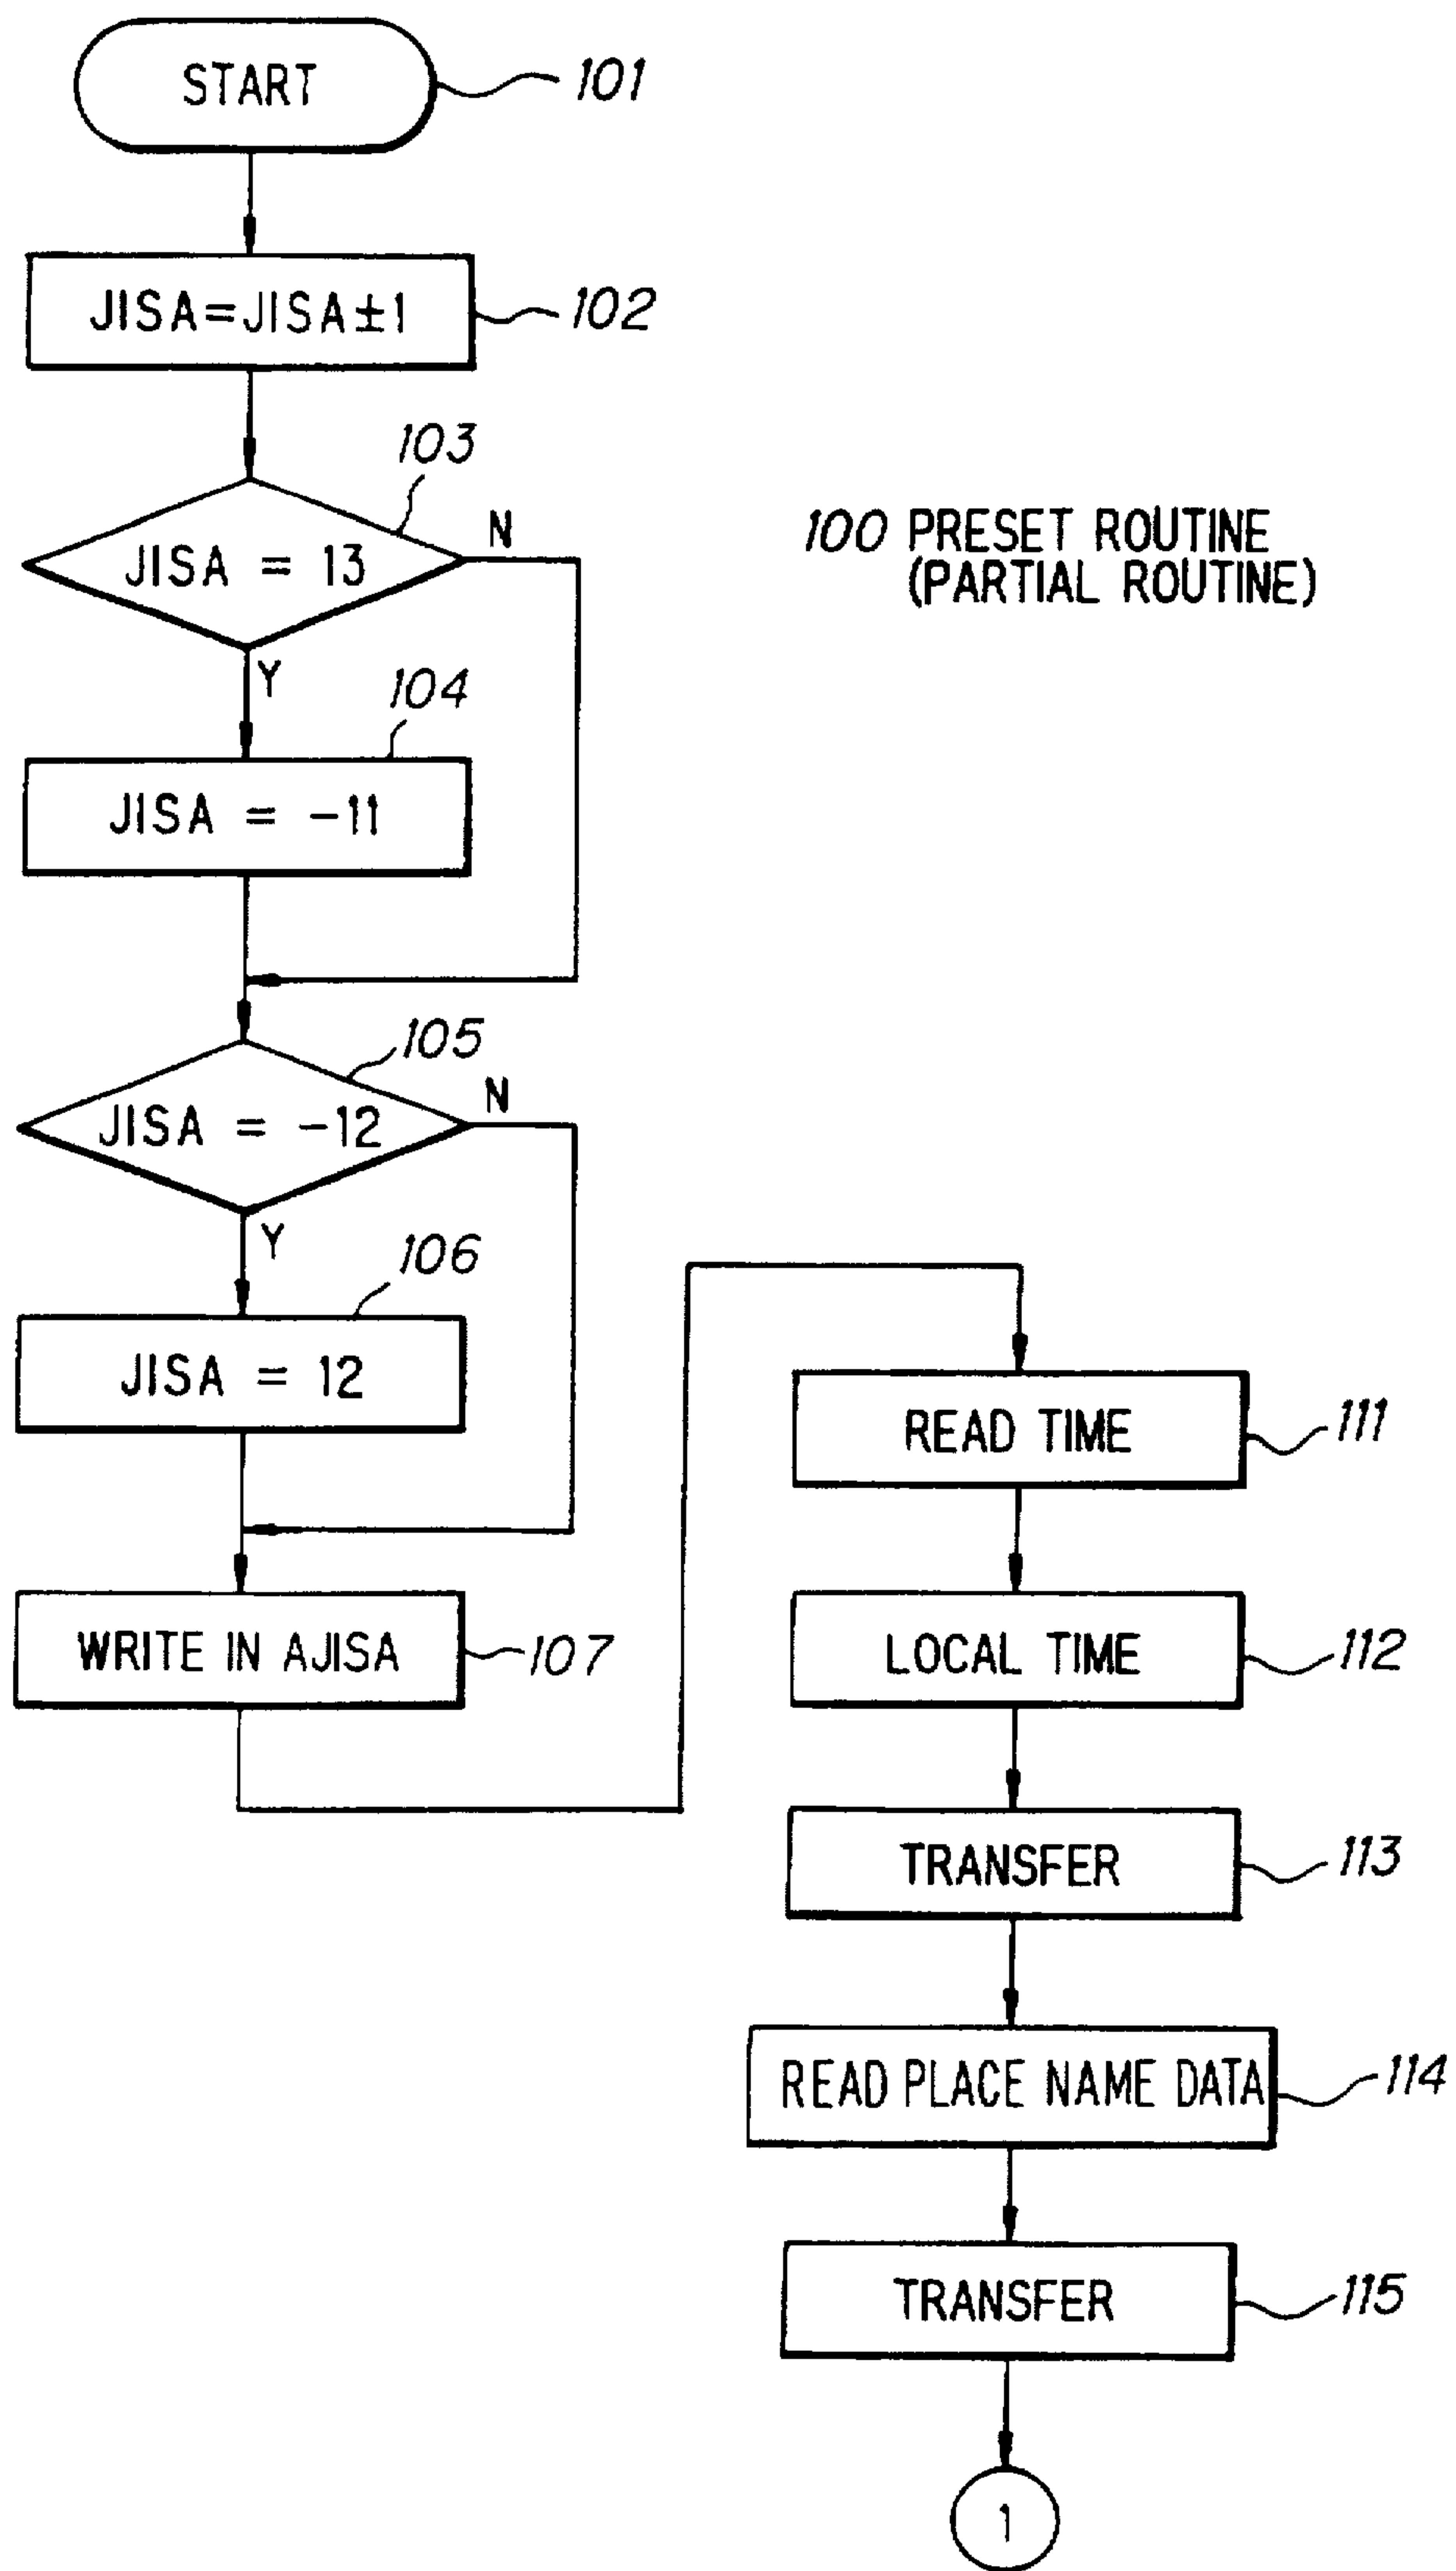 START
101
JISA=JISA±1
102
103
JISA = 13
N
Y
100 PRESET ROUTINE
(PARTIAL ROUTINE)
104
JISA = -11
105
JISA = -12
N
Y
106
JISA = 12
WRITE IN AJISA
107
READ TIME
111
LOCAL TIME
112
TRANSFER
113
READ PLACE NAME DATA
114
TRANSFER
115
1